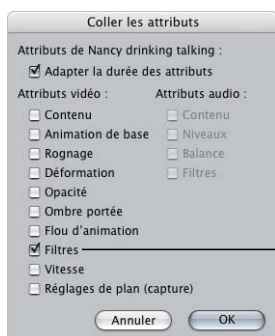 Coller les attributs
Attributs de Nancy drinking talking :
Adapter la durée des attributs
Attributs vidéo : Attributs audio :
Contenu Contenu
Animation de base Niveaux
Rognage Balance
Déformation Filtres
Opacité
Ombre portée
Flou d'animation
Filtres
Vitesse
Réglages de plan (capture)
Annuler OK